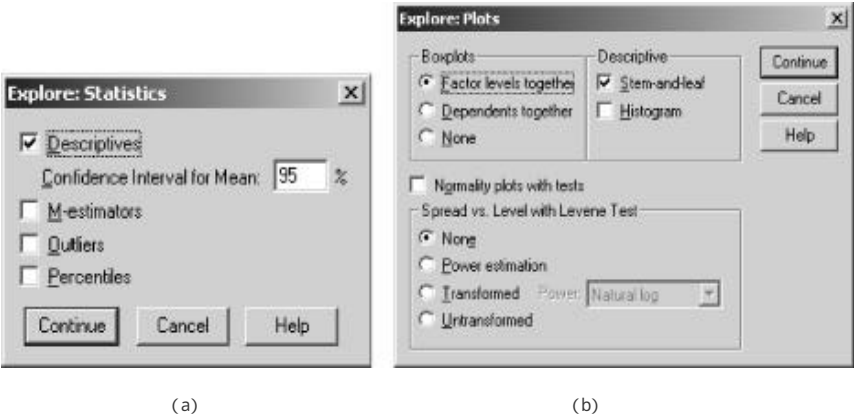 Explore: Statistics
Descriptives
Confidence Interval for Mean: 95 %
M-estimators
Outliers
Percentiles
Continue Cancel Help
(a)
Explore: Plots
Boxplots
Factor levels together
Dependents together
None
Descriptive
Stem-and-leaf
Histogram
Continue
Cancel
Help
Normality plots with tests
Spread vs. Level with Levene Test
None
Power estimation
Transformed Power: Natural log
Untransformed
(b)